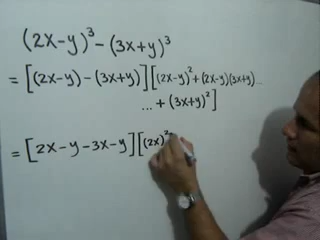 (2x-y)³ - (3x+y)³
= [(2x-y) - (3x+y)][(2x-y)² + (2x-y)(3x+y)...
... + (3x+y)²]
= [2x-y-3x-y][(2x)²